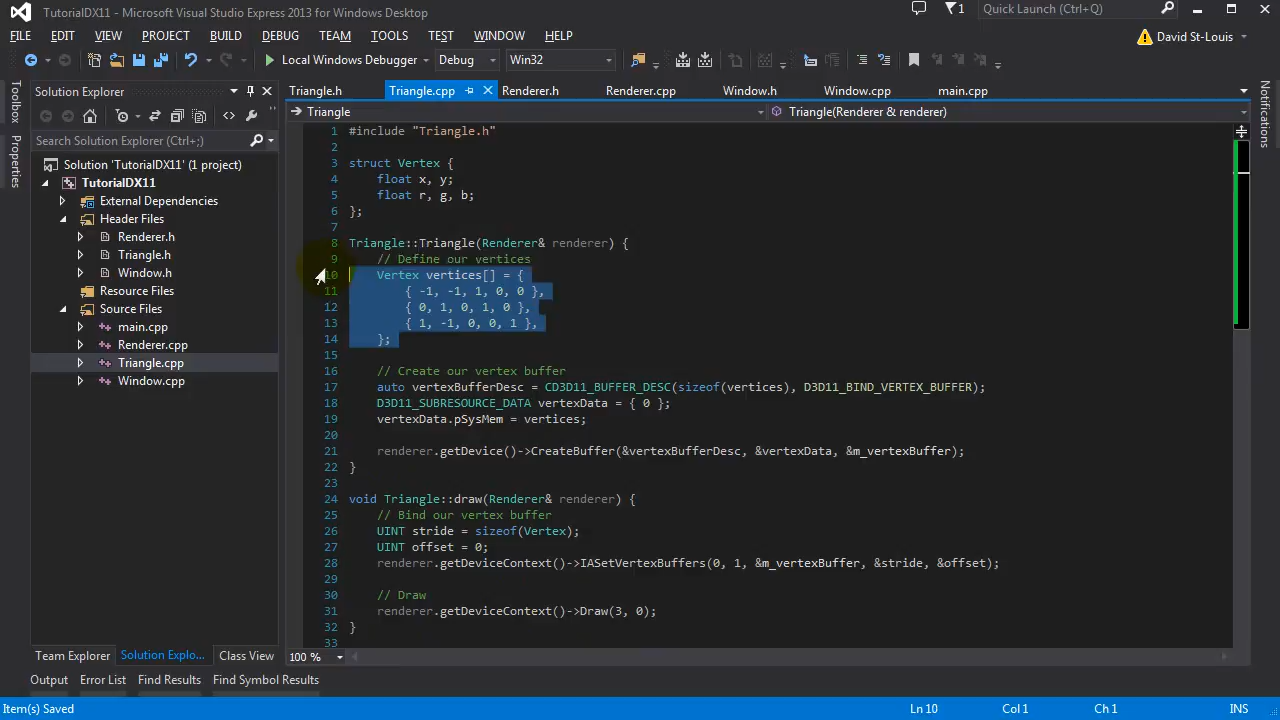 TutorialDX11 - Microsoft Visual Studio Express 2013 for Windows Desktop
1
Quick Launch (Ctrl+Q)
FILE EDIT VIEW PROJECT BUILD DEBUG TEAM TOOLS TEST WINDOW HELP
David St-Louis
Local Windows Debugger Debug Win32
Toolbox
Properties
Notifications
Solution Explorer
Search Solution Explorer (Ctrl+;)
Solution 'TutorialDX11' (1 project)
TutorialDX11
External Dependencies
Header Files
Renderer.h
Triangle.h
Window.h
Resource Files
Source Files
main.cpp
Renderer.cpp
Triangle.cpp
Window.cpp
Team Explorer Solution Explo... Class View
Triangle.h Triangle.cpp Renderer.h Renderer.cpp Window.h Window.cpp main.cpp
Triangle Triangle(Renderer & renderer)
1 #include "Triangle.h"
2
3 struct Vertex {
4 float x, y;
5 float r, g, b;
6 };
7
8 Triangle::Triangle(Renderer& renderer) {
9 // Define our vertices
10 Vertex vertices[] = {
11 { -1, -1, 1, 0, 0 },
12 { 0, 1, 0, 1, 0 },
13 { 1, -1, 0, 0, 1 },
14 };
15
16 // Create our vertex buffer
17 auto vertexBufferDesc = CD3D11_BUFFER_DESC(sizeof(vertices), D3D11_BIND_VERTEX_BUFFER);
18 D3D11_SUBRESOURCE_DATA vertexData = { 0 };
19 vertexData.pSysMem = vertices;
20
21 renderer.getDevice()->CreateBuffer(&vertexBufferDesc, &vertexData, &m_vertexBuffer);
22 }
23
24 void Triangle::draw(Renderer& renderer) {
25 // Bind our vertex buffer
26 UINT stride = sizeof(Vertex);
27 UINT offset = 0;
28 renderer.getDeviceContext()->IASetVertexBuffers(0, 1, &m_vertexBuffer, &stride, &offset);
29
30 // Draw
31 renderer.getDeviceContext()->Draw(3, 0);
32 }
33
100 %
Output Error List Find Results Find Symbol Results
Item(s) Saved Ln 10 Col 1 Ch 1 INS